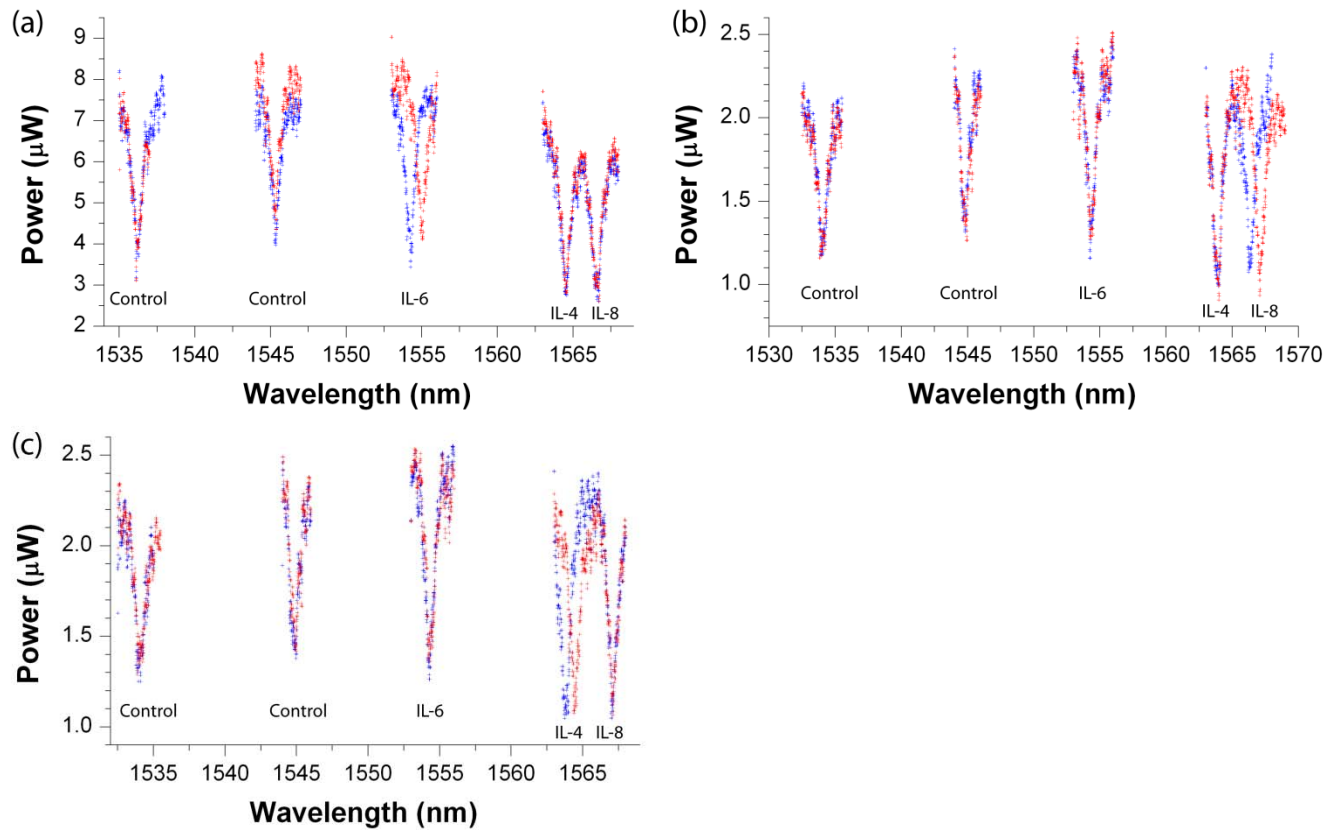 (a)
9
8
7
6
5
4
3
2
Power (μW)
Control
Control
IL-6
IL-4
IL-8
1535 1540 1545 1550 1555 1560 1565
Wavelength (nm)
(b)
2.5
2.0
1.5
1.0
Power (μW)
Control
Control
IL-6
IL-4
IL-8
1530 1535 1540 1545 1550 1555 1560 1565 1570
Wavelength (nm)
(c)
2.5
2.0
1.5
1.0
Power (μW)
Control
Control
IL-6
IL-4
IL-8
1535 1540 1545 1550 1555 1560 1565
Wavelength (nm)